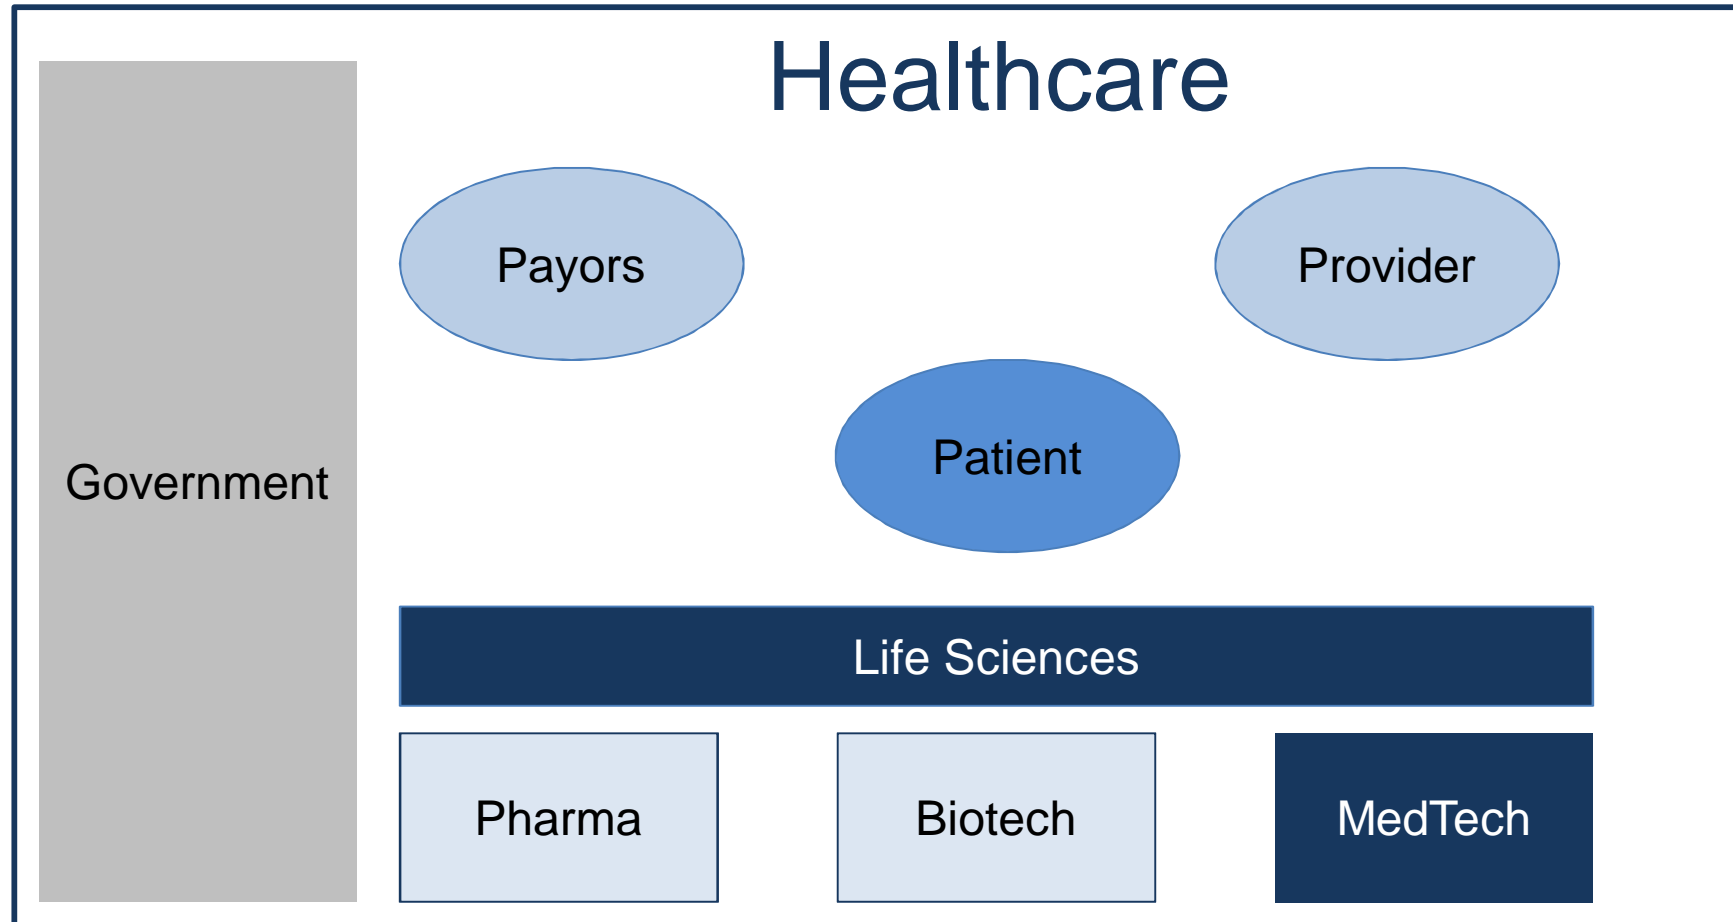 Healthcare
Payors
Provider
Patient
Government
Life Sciences
Pharma
Biotech
MedTech